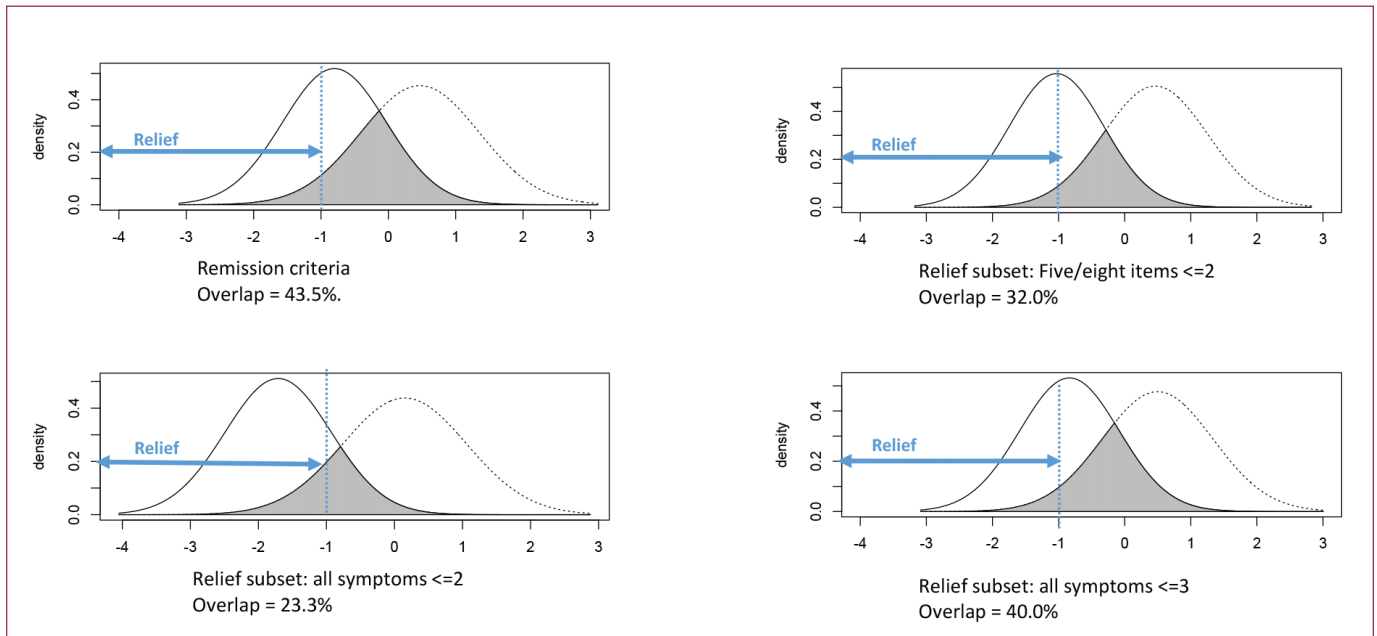 density
0.0
0.2
0.4
Relief
-4 -3 -2 -1 0 1 2 3
Remission criteria
Overlap = 43.5%.
density
0.0
0.2
0.4
Relief
-4 -3 -2 -1 0 1 2 3
Relief subset: Five/eight items <=2
Overlap = 32.0%
density
0.0
0.2
0.4
Relief
-4 -3 -2 -1 0 1 2 3
Relief subset: all symptoms <=2
Overlap = 23.3%
density
0.0
0.2
0.4
Relief
-4 -3 -2 -1 0 1 2 3
Relief subset: all symptoms <=3
Overlap = 40.0%